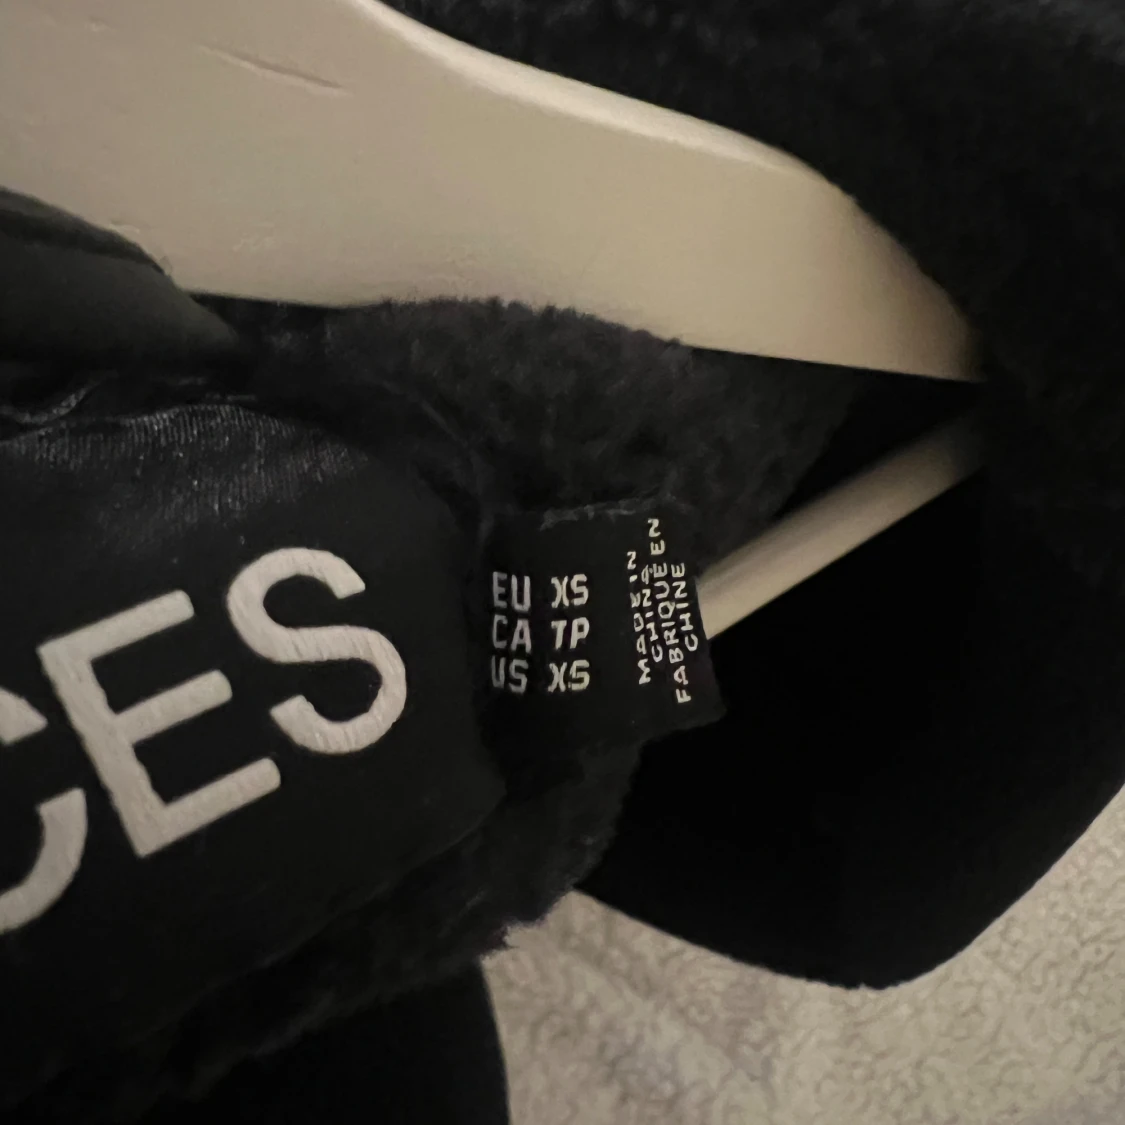 CES
EU XS
CA TP
US XS
MADE IN
CHINA
FABRIQUE EN
CHINE